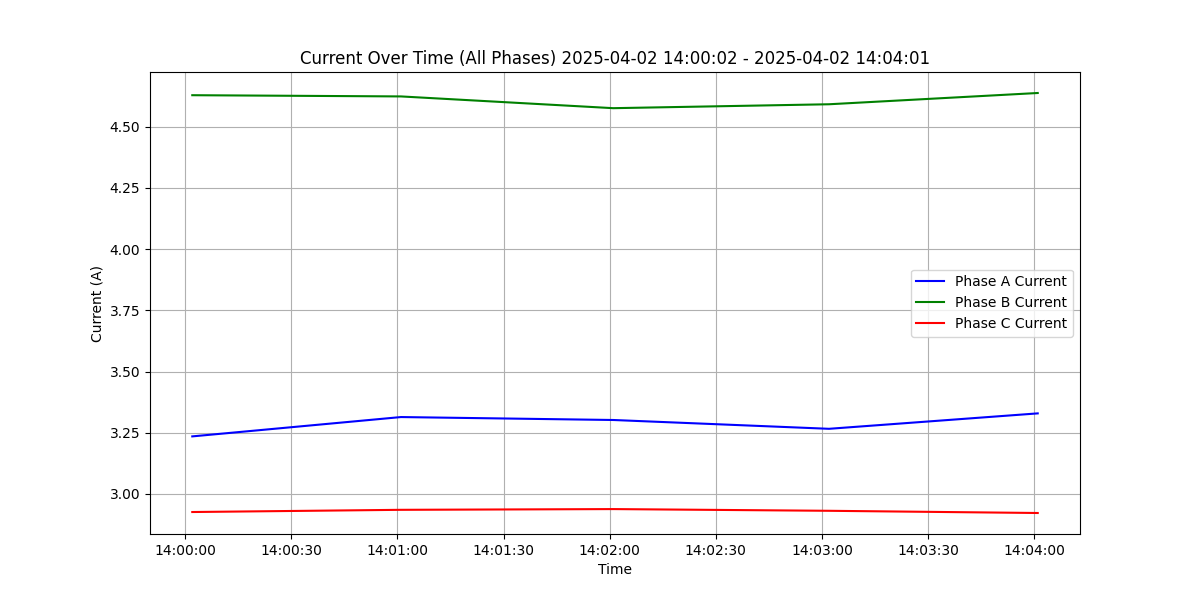 Current Over Time (All Phases) 2025-04-02 14:00:02 - 2025-04-02 14:04:01
Current (A)
4.50
4.25
4.00
3.75
3.50
3.25
3.00
Phase A Current
Phase B Current
Phase C Current
14:00:00 14:00:30 14:01:00 14:01:30 14:02:00 14:02:30 14:03:00 14:03:30 14:04:00
Time